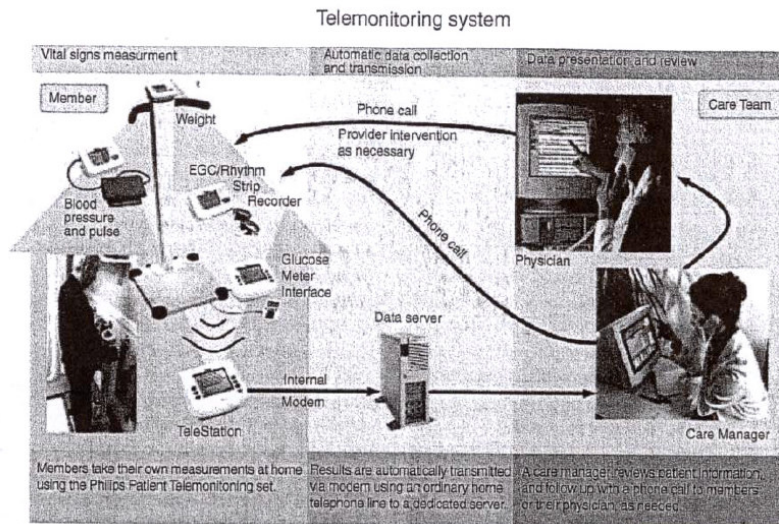 Telemonitoring system
Vital signs measurment
Automatic data collection
and transmission
Data presentation and review
Member
Weight
Blood
pressure
and pulse
EGC/Rhythm
Strip
Recorder
Glucose
Meter
Interface
TeleStation
Phone call
Provider intervention
as necessary
Phone call
Data server
Internal
Modem
Care Team
Physician
Care Manager
Members take their own measurements at home
using the Philips Patient Telemonitoring set.
Results are automatically transmitted
via modem using an ordinary home
telephone line to a dedicated server.
A care manager reviews patient information,
and follow up with a phone call to members
or their physician, as needed.